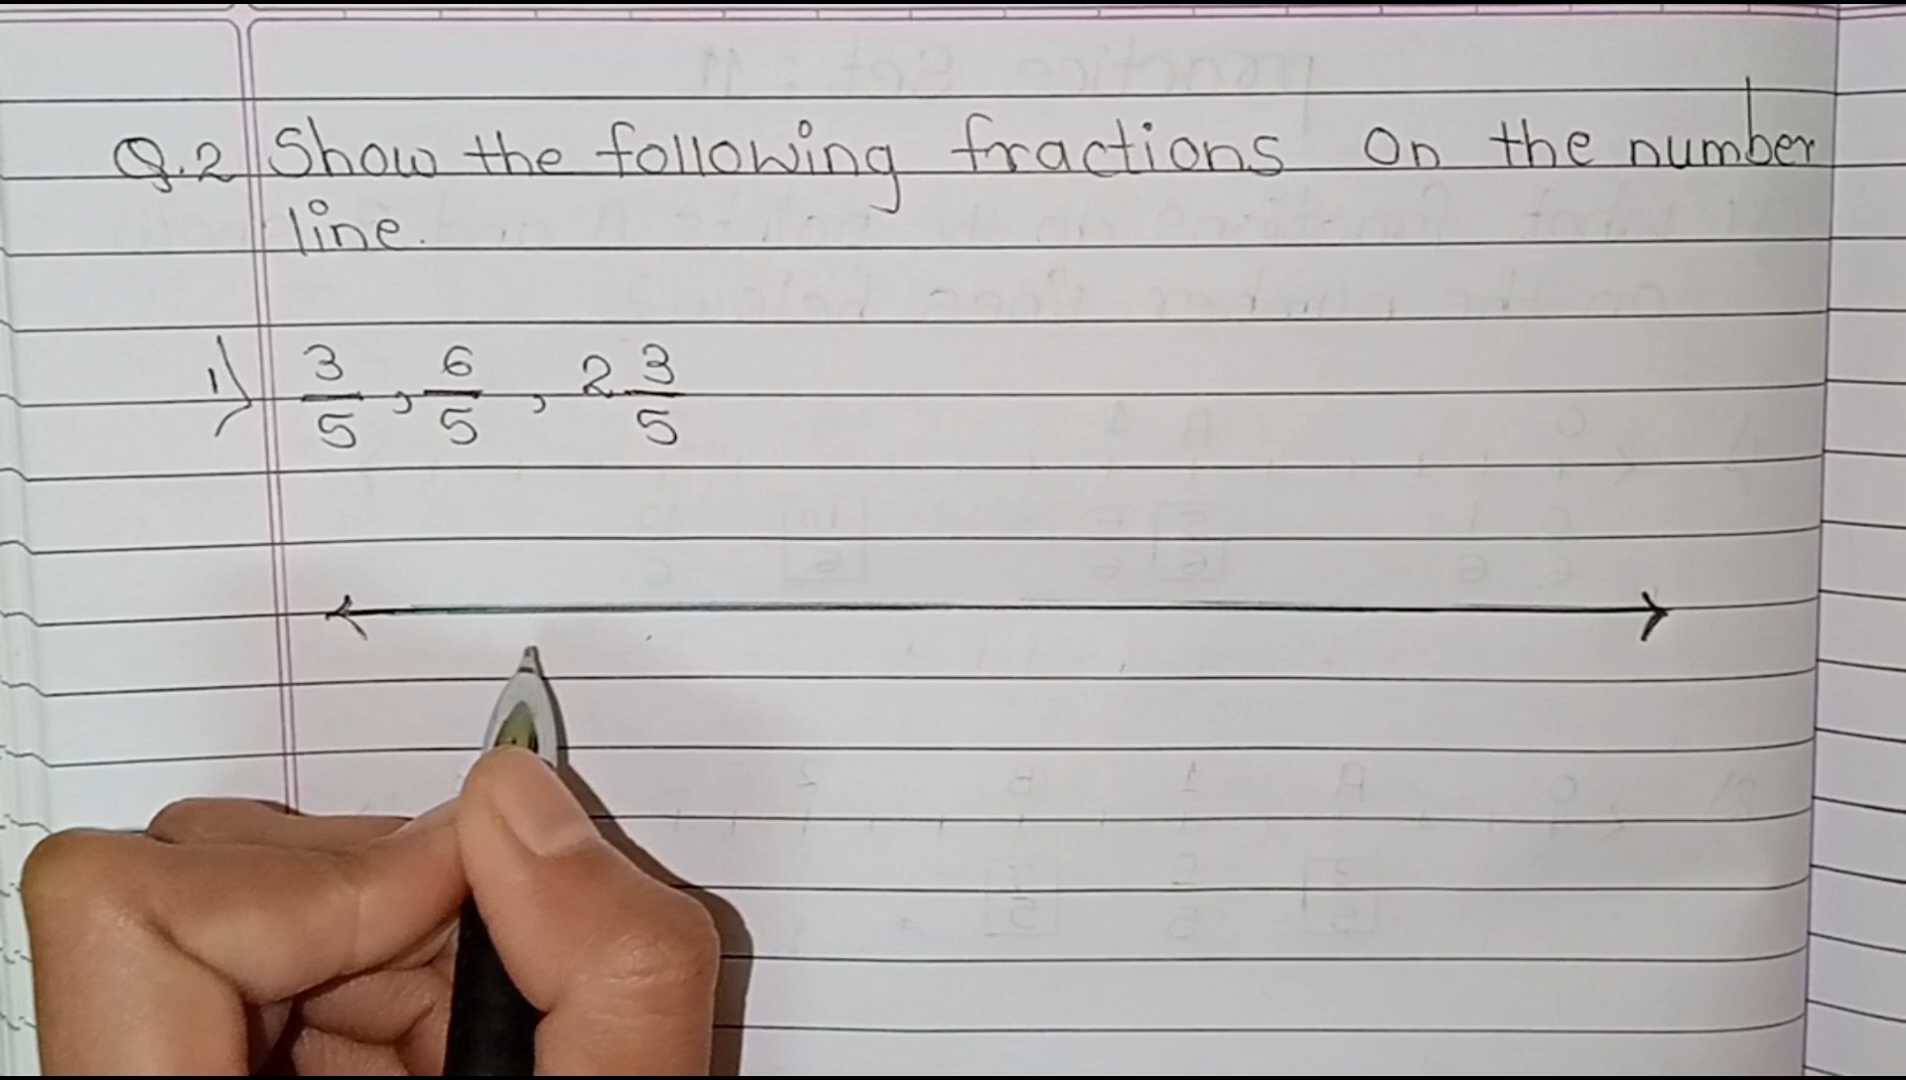 Q.2 Show the following fractions on the number
line.
1) 3/5, 6/5, 2 3/5